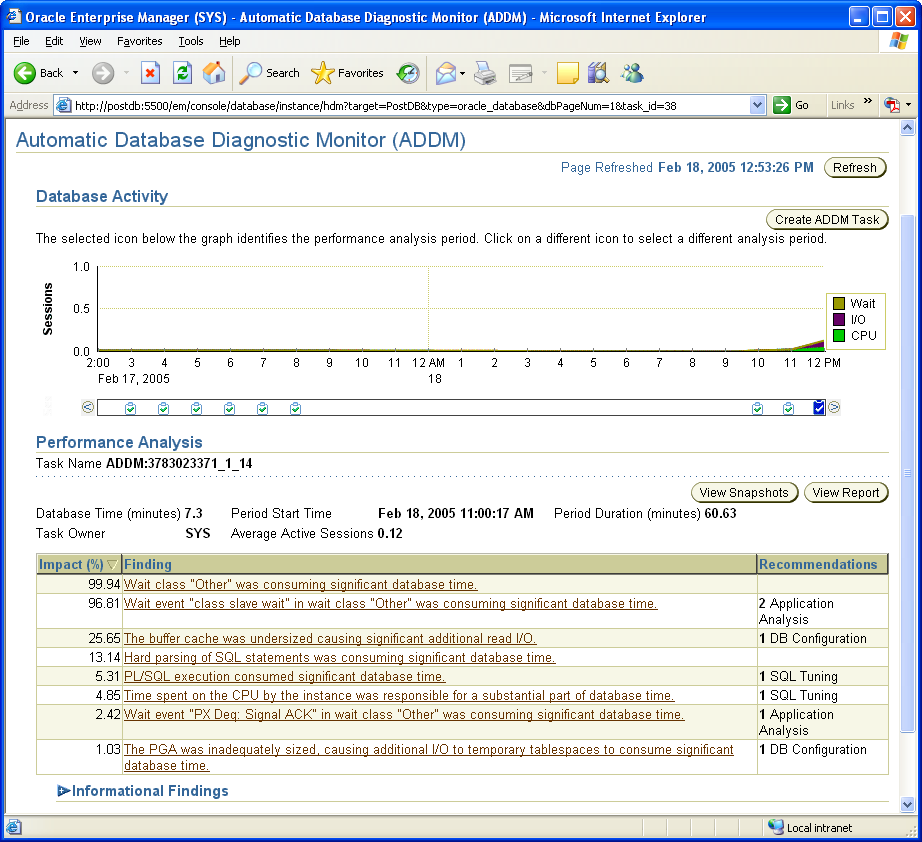 Oracle Enterprise Manager (SYS) - Automatic Database Diagnostic Monitor (ADDM) - Microsoft Internet Explorer
File Edit View Favorites Tools Help
Back Search Favorites
Address http://postdb:5500/em/console/database/instance/hdm?target=PostDB&type=oracle_database&dbPageNum=1&task_id=38 Go Links »
Automatic Database Diagnostic Monitor (ADDM)
Page Refreshed Feb 18, 2005 12:53:26 PM Refresh
Database Activity
Create ADDM Task
The selected icon below the graph identifies the performance analysis period. Click on a different icon to select a different analysis period.
Sessions
1.0
0.5
0.0
Wait
I/O
CPU
2:00 3 4 5 6 7 8 9 10 11 12 AM 1 2 3 4 5 6 7 8 9 10 11 12 PM
Feb 17, 2005 18
Performance Analysis
Task Name ADDM:3783023371_1_14
View Snapshots View Report
Database Time (minutes) 7.3 Period Start Time Feb 18, 2005 11:00:17 AM Period Duration (minutes) 60.63
Task Owner SYS Average Active Sessions 0.12
Impact (%) Finding Recommendations
99.94 Wait class "Other" was consuming significant database time.
96.81 Wait event "class slave wait" in wait class "Other" was consuming significant database time. 2 Application
Analysis
25.65 The buffer cache was undersized causing significant additional read I/O. 1 DB Configuration
13.14 Hard parsing of SQL statements was consuming significant database time.
5.31 PL/SQL execution consumed significant database time. 1 SQL Tuning
4.85 Time spent on the CPU by the instance was responsible for a substantial part of database time. 1 SQL Tuning
2.42 Wait event "PX Deq: Signal ACK" in wait class "Other" was consuming significant database time. 1 Application
Analysis
1.03 The PGA was inadequately sized, causing additional I/O to temporary tablespaces to consume significant 1 DB Configuration
database time.
Informational Findings
Local intranet